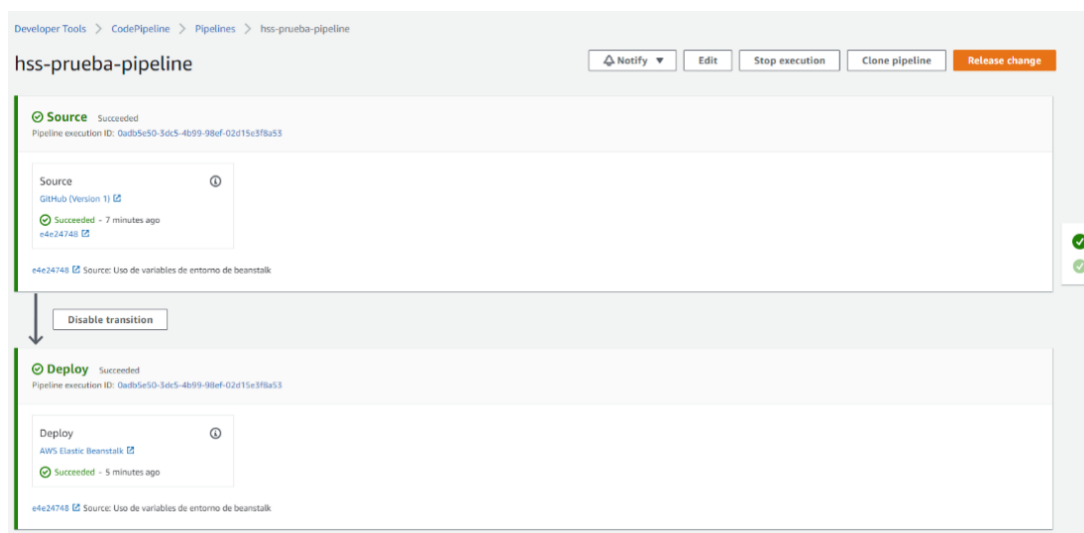 Developer Tools > CodePipeline > Pipelines > hss-prueba-pipeline
hss-prueba-pipeline
Notify ▼ Edit Stop execution Clone pipeline Release change
Source Succeeded
Pipeline execution ID: 0adb5e50-3dc5-4b99-98ef-02d15e3f8a53
Source
GitHub (Version 1)
Succeeded - 7 minutes ago
e4e24748
e4e24748 Source: Uso de variables de entorno de beanstalk
Disable transition
Deploy Succeeded
Pipeline execution ID: 0adb5e50-3dc5-4b99-98ef-02d15e3f8a53
Deploy
AWS Elastic Beanstalk
Succeeded - 5 minutes ago
e4e24748 Source: Uso de variables de entorno de beanstalk